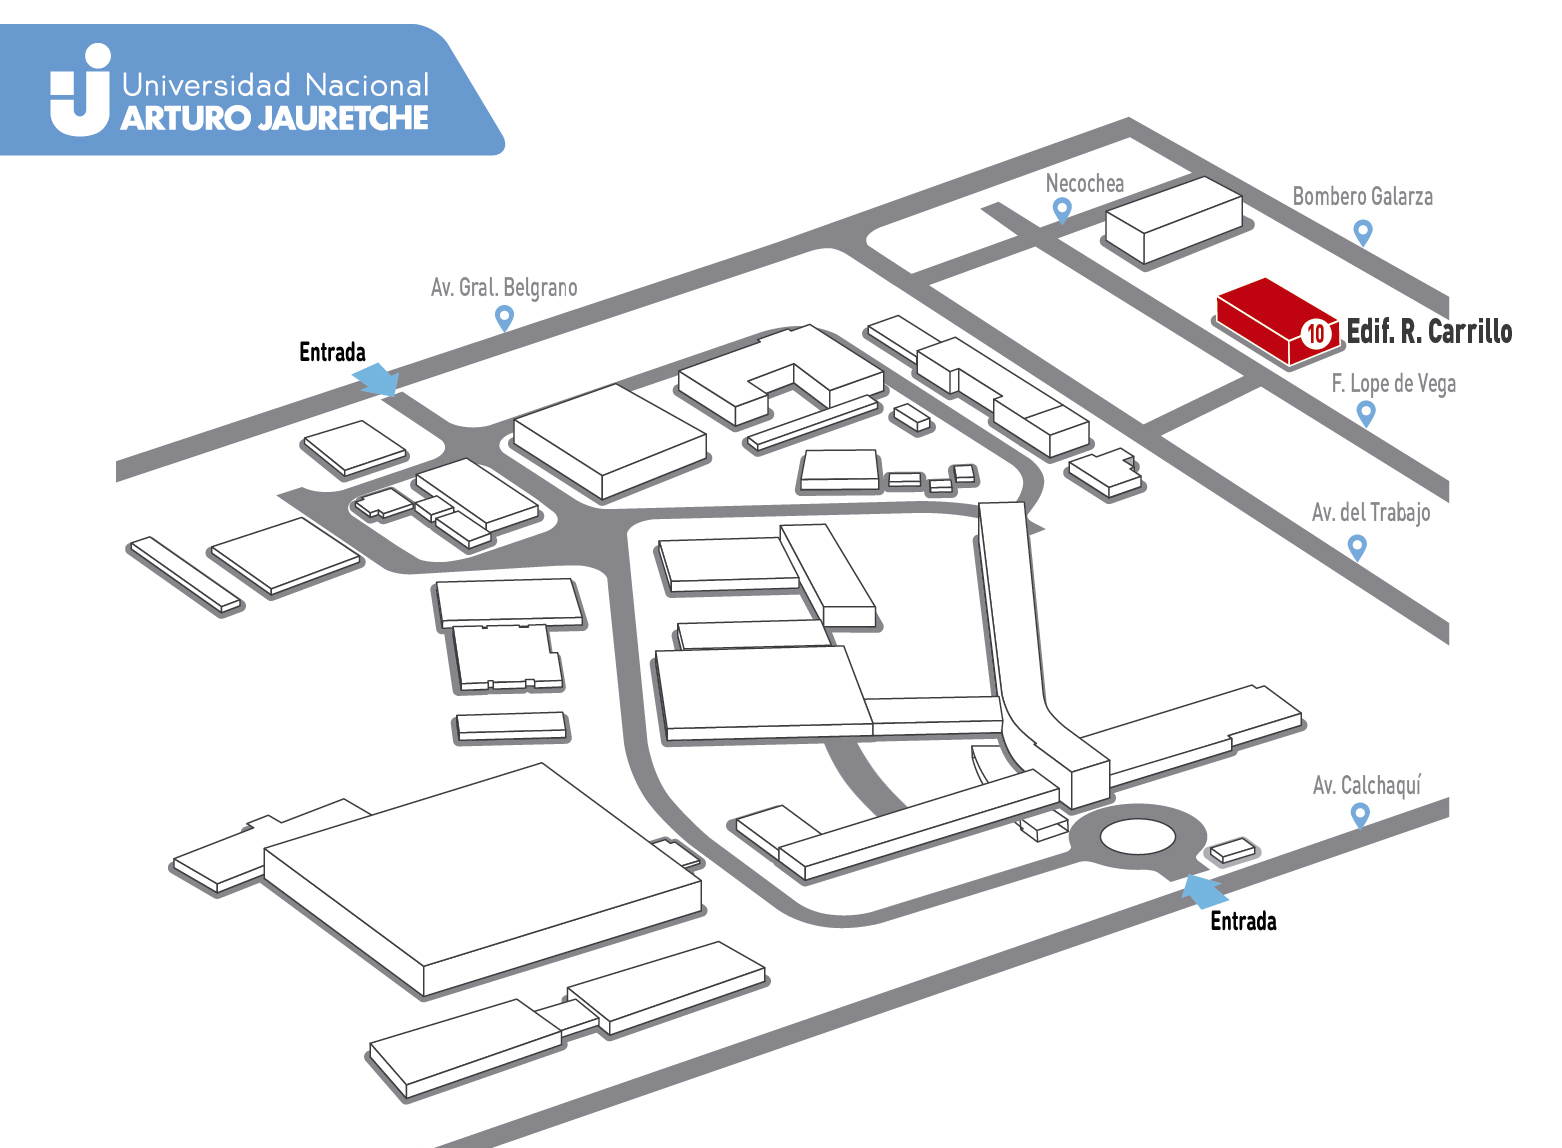 Universidad Nacional
ARTURO JAURETCHE
Necochea
Bombero Galarza
Av. Gral. Belgrano
Entrada
10
Edif. R. Carrillo
F. Lope de Vega
Av. del Trabajo
Av. Calchaquí
Entrada